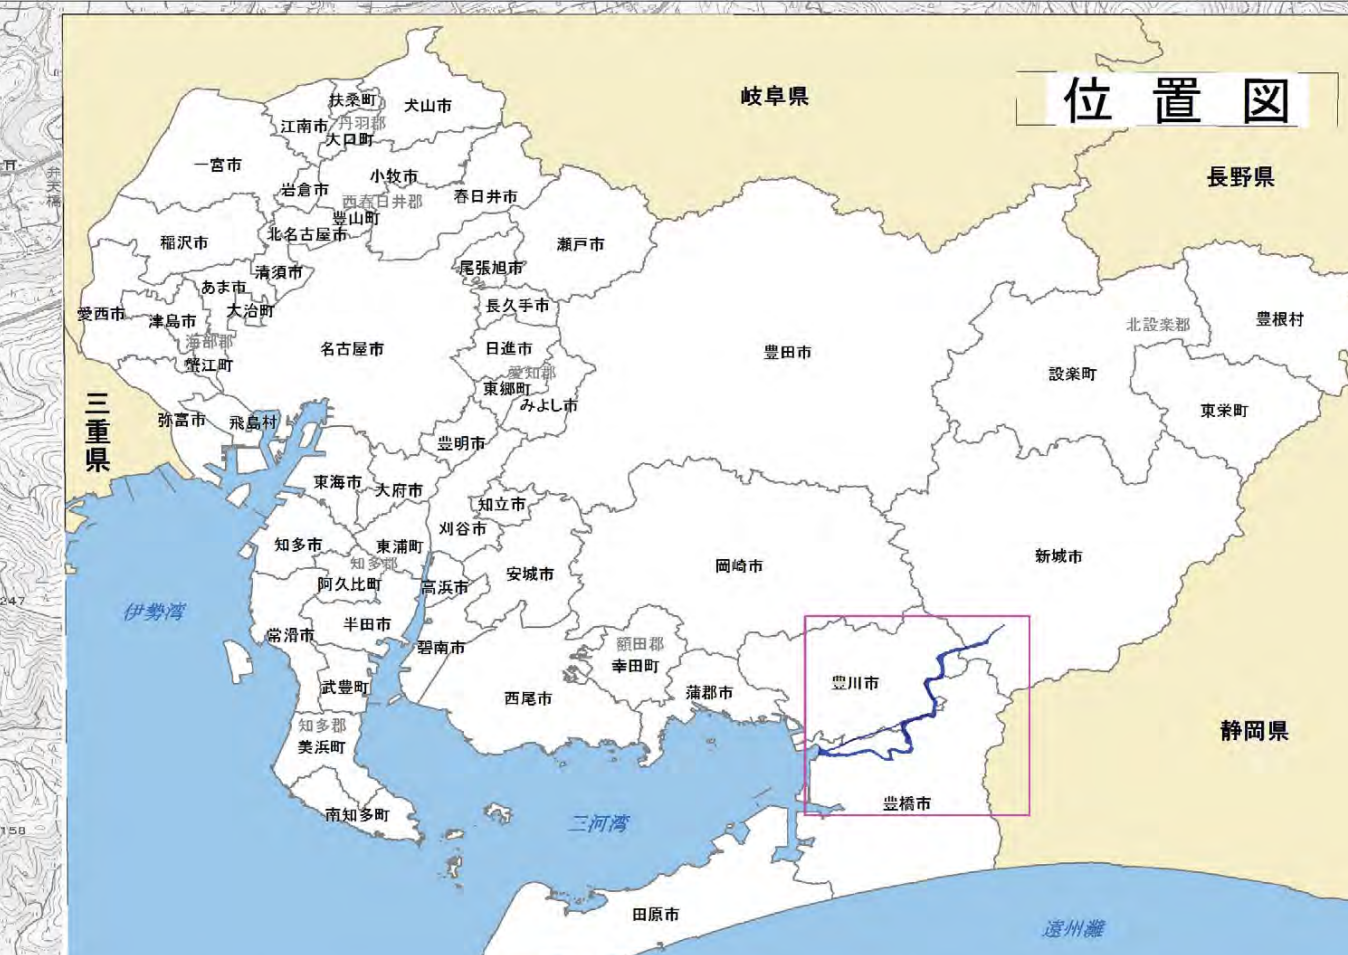 位置図
岐阜県
長野県
扶桑町
犬山市
丹羽郡
江南市
大口町
一宮市
小牧市
岩倉市
西春日井郡
春日井市
豊山町
北名古屋市
稲沢市
瀬戸市
尾張旭市
清須市
あま市
愛西市
津島市
大治町
長久手市
海部郡
蟹江町
名古屋市
日進市
愛知郡
東郷町
みよし市
豊田市
北設楽郡
豊根村
設楽町
東栄町
三重県
弥富市
飛島村
豊明市
東海市
大府市
知立市
刈谷市
知多市
東浦町
知多郡
阿久比町
高浜市
安城市
岡崎市
新城市
伊勢湾
常滑市
半田市
碧南市
額田郡
幸田町
武豊町
西尾市
蒲郡市
豊川市
知多郡
美浜町
静岡県
南知多町
三河湾
豊橋市
田原市
遠州灘
弁天橋
247
158